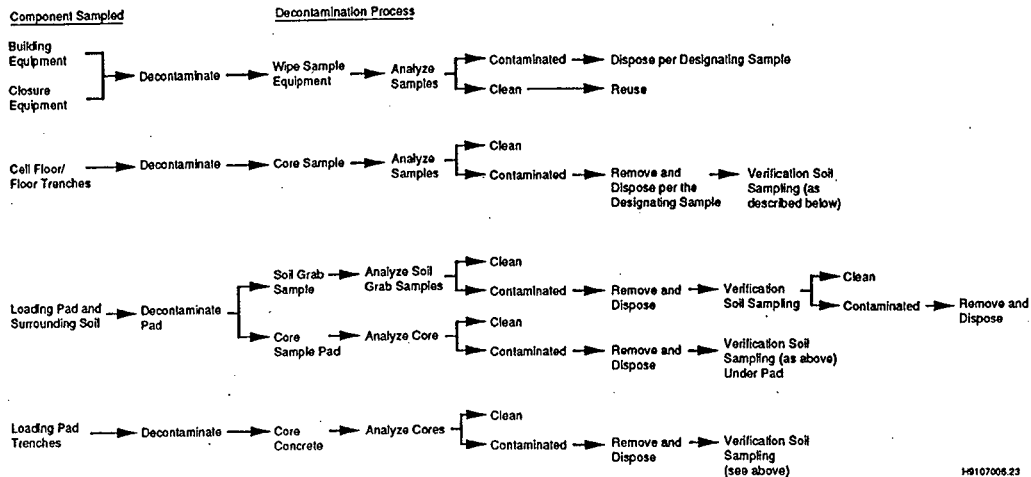 Component Sampled
Decontamination Process
Building
Equipment
Closure
Equipment
Decontaminate
Wipe Sample
Equipment
Analyze
Samples
Contaminated
Dispose per Designating Sample
Clean
Reuse
Cell Floor/
Floor Trenches
Decontaminate
Core Sample
Analyze
Samples
Clean
Contaminated
Remove and
Dispose per the
Designating Sample
Verification Soil
Sampling (as
described below)
Loading Pad and
Surrounding Soil
Decontaminate
Pad
Soil Grab
Sample
Analyze Soil
Grab Samples
Clean
Contaminated
Remove and
Dispose
Verification
Soil Sampling
Clean
Contaminated
Remove and
Dispose
Core
Sample Pad
Analyze Core
Clean
Contaminated
Remove and
Dispose
Verification Soil
Sampling (as above)
Under Pad
Loading Pad
Trenches
Decontaminate
Core
Concrete
Analyze Cores
Clean
Contaminated
Remove and
Dispose
Verification Soil
Sampling
(see above)
H9107006.23